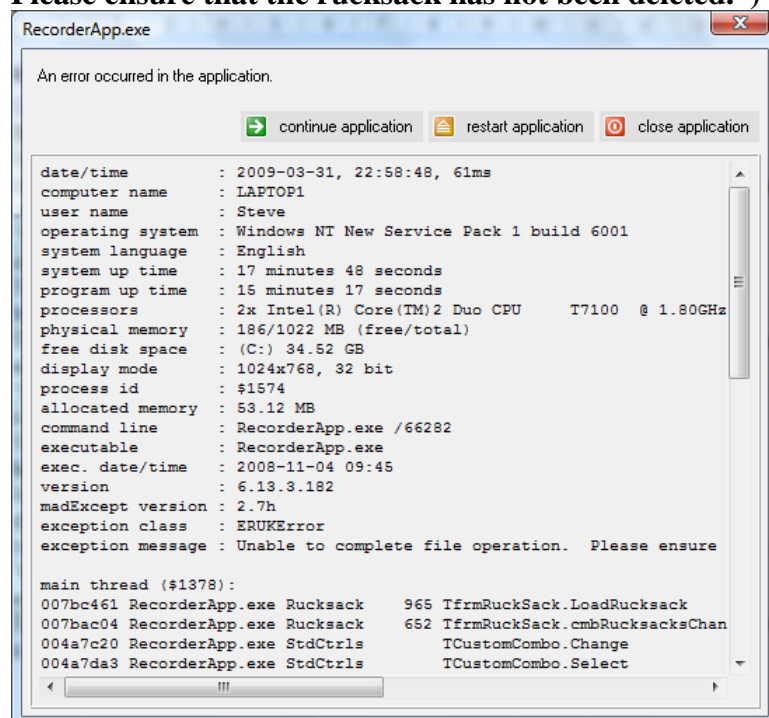 Please ensure that the rucksack has not been deleted.")
RecorderApp.exe
An error occurred in the application.
continue application restart application close application
date/time : 2009-03-31, 22:58:48, 61ms
computer name : LAPTOP1
user name : Steve
operating system : Windows NT New Service Pack 1 build 6001
system language : English
system up time : 17 minutes 48 seconds
program up time : 15 minutes 17 seconds
processors : 2x Intel(R) Core(TM)2 Duo CPU T7100 @ 1.80GHz
physical memory : 186/1022 MB (free/total)
free disk space : (C:) 34.52 GB
display mode : 1024x768, 32 bit
process id : $1574
allocated memory : 53.12 MB
command line : RecorderApp.exe /66282
executable : RecorderApp.exe
exec. date/time : 2008-11-04 09:45
version : 6.13.3.182
madExcept version : 2.7h
exception class : ERUKError
exception message : Unable to complete file operation. Please ensure
main thread ($1378):
007bc461 RecorderApp.exe Rucksack 965 TfrmRuckSack.LoadRucksack
007bac04 RecorderApp.exe Rucksack 652 TfrmRuckSack.cmbRucksacksChan
004a7c20 RecorderApp.exe StdCtrls TCustomCombo.Change
004a7da3 RecorderApp.exe StdCtrls TCustomCombo.Select